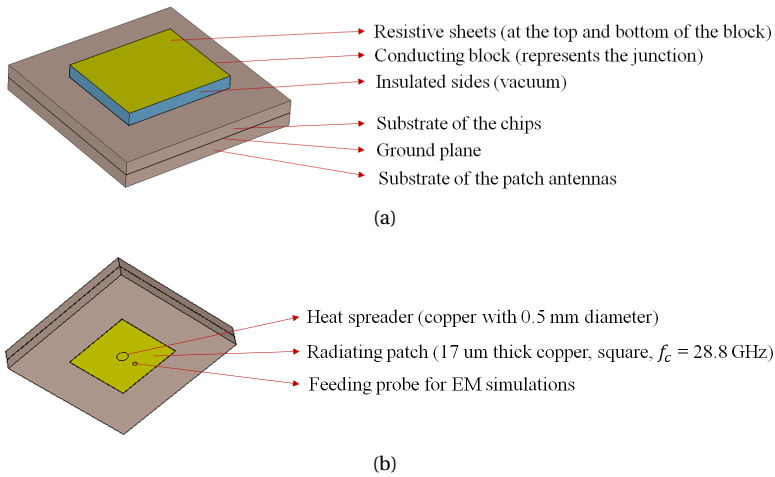 Resistive sheets (at the top and bottom of the block)
Conducting block (represents the junction)
Insulated sides (vacuum)
Substrate of the chips
Ground plane
Substrate of the patch antennas
(a)
Heat spreader (copper with 0.5 mm diameter)
Radiating patch (17 um thick copper, square, f_c = 28.8 GHz)
Feeding probe for EM simulations
(b)